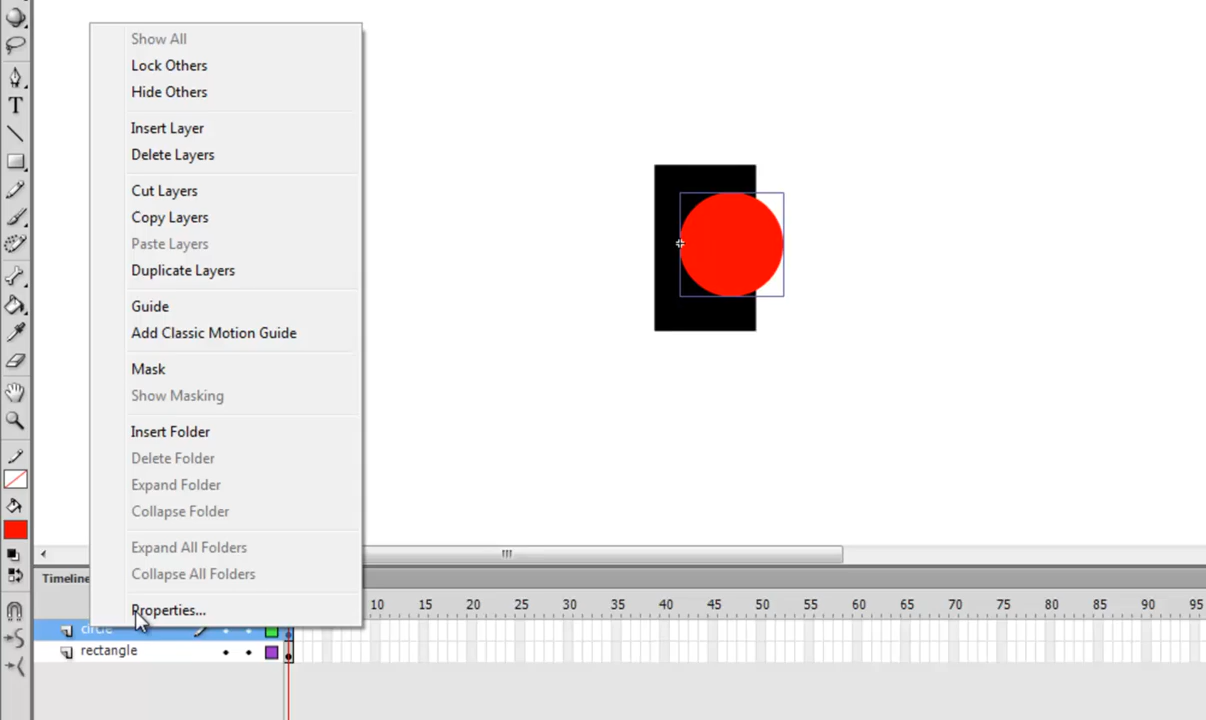 Show All
Lock Others
Hide Others
Insert Layer
Delete Layers
Cut Layers
Copy Layers
Paste Layers
Duplicate Layers
Guide
Add Classic Motion Guide
Mask
Show Masking
Insert Folder
Delete Folder
Expand Folder
Collapse Folder
Expand All Folders
Collapse All Folders
Properties...
T
Timeline
10 15 20 25 30 35 40 45 50 55 60 65 70 75 80 85 90 95
circle
rectangle